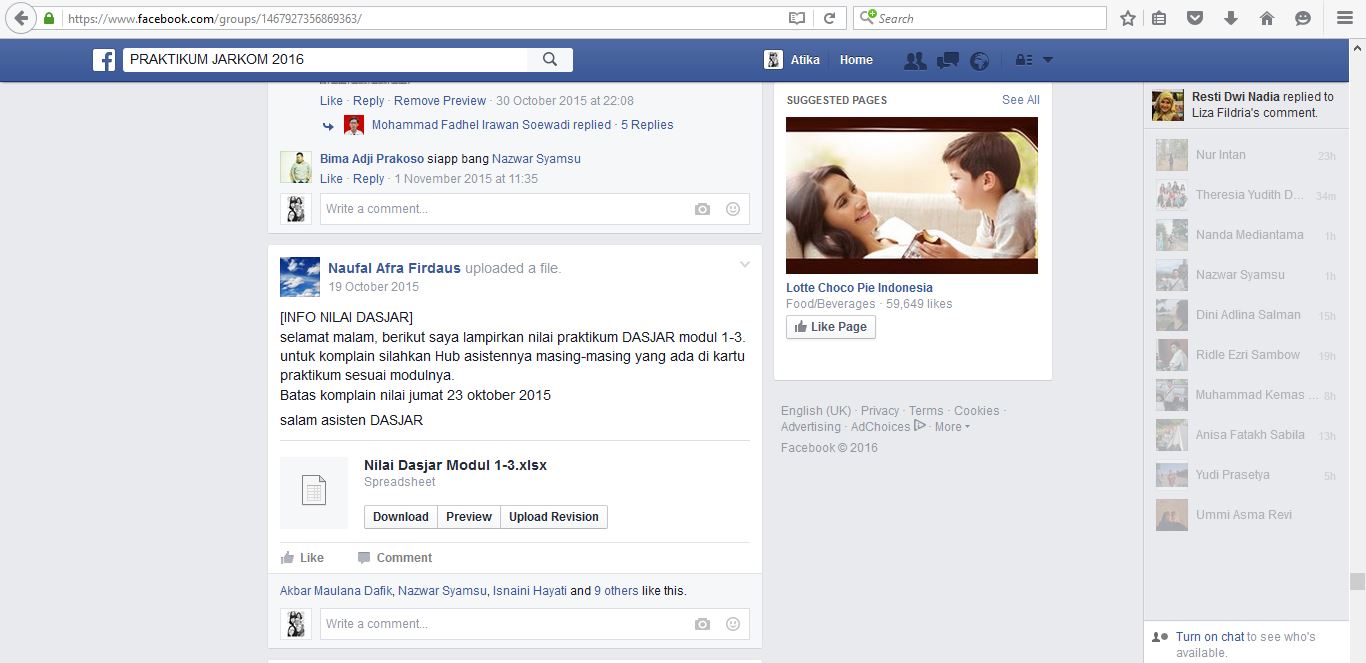 https://www.facebook.com/groups/1467927356869363/
Search
PRAKTIKUM JARKOM 2016
Atika
Home
Like · Reply · Remove Preview · 30 October 2015 at 22:08
Mohammad Fadhel Irawan Soewadi replied · 5 Replies
Bima Adji Prakoso siapp bang Nazwar Syamsu
Like · Reply · 1 November 2015 at 11:35
Write a comment...
Naufal Afra Firdaus uploaded a file.
19 October 2015
[INFO NILAI DASJAR]
selamat malam, berikut saya lampirkan nilai praktikum DASJAR modul 1-3.
untuk komplain silahkan Hub asistennya masing-masing yang ada di kartu
praktikum sesuai modulnya.
Batas komplain nilai jumat 23 oktober 2015
salam asisten DASJAR
Nilai Dasjar Modul 1-3.xlsx
Spreadsheet
Download Preview Upload Revision
Like Comment
Akbar Maulana Dafik, Nazwar Syamsu, Isnaini Hayati and 9 others like this.
Write a comment...
SUGGESTED PAGES See All
Lotte Choco Pie Indonesia
Food/Beverages · 59,649 likes
Like Page
English (UK) · Privacy · Terms · Cookies ·
Advertising · AdChoices · More
Facebook © 2016
Resti Dwi Nadia replied to
Liza Fildria's comment.
Nur Intan 23h
Theresia Yudith D... 34m
Nanda Mediantama 1h
Nazwar Syamsu 1h
Dini Adlina Salman 15h
Ridle Ezri Sambow 19h
Muhammad Kemas ... 8h
Anisa Fatakh Sabila 13h
Yudi Prasetya 5h
Ummi Asma Revi
Turn on chat to see who's
available.